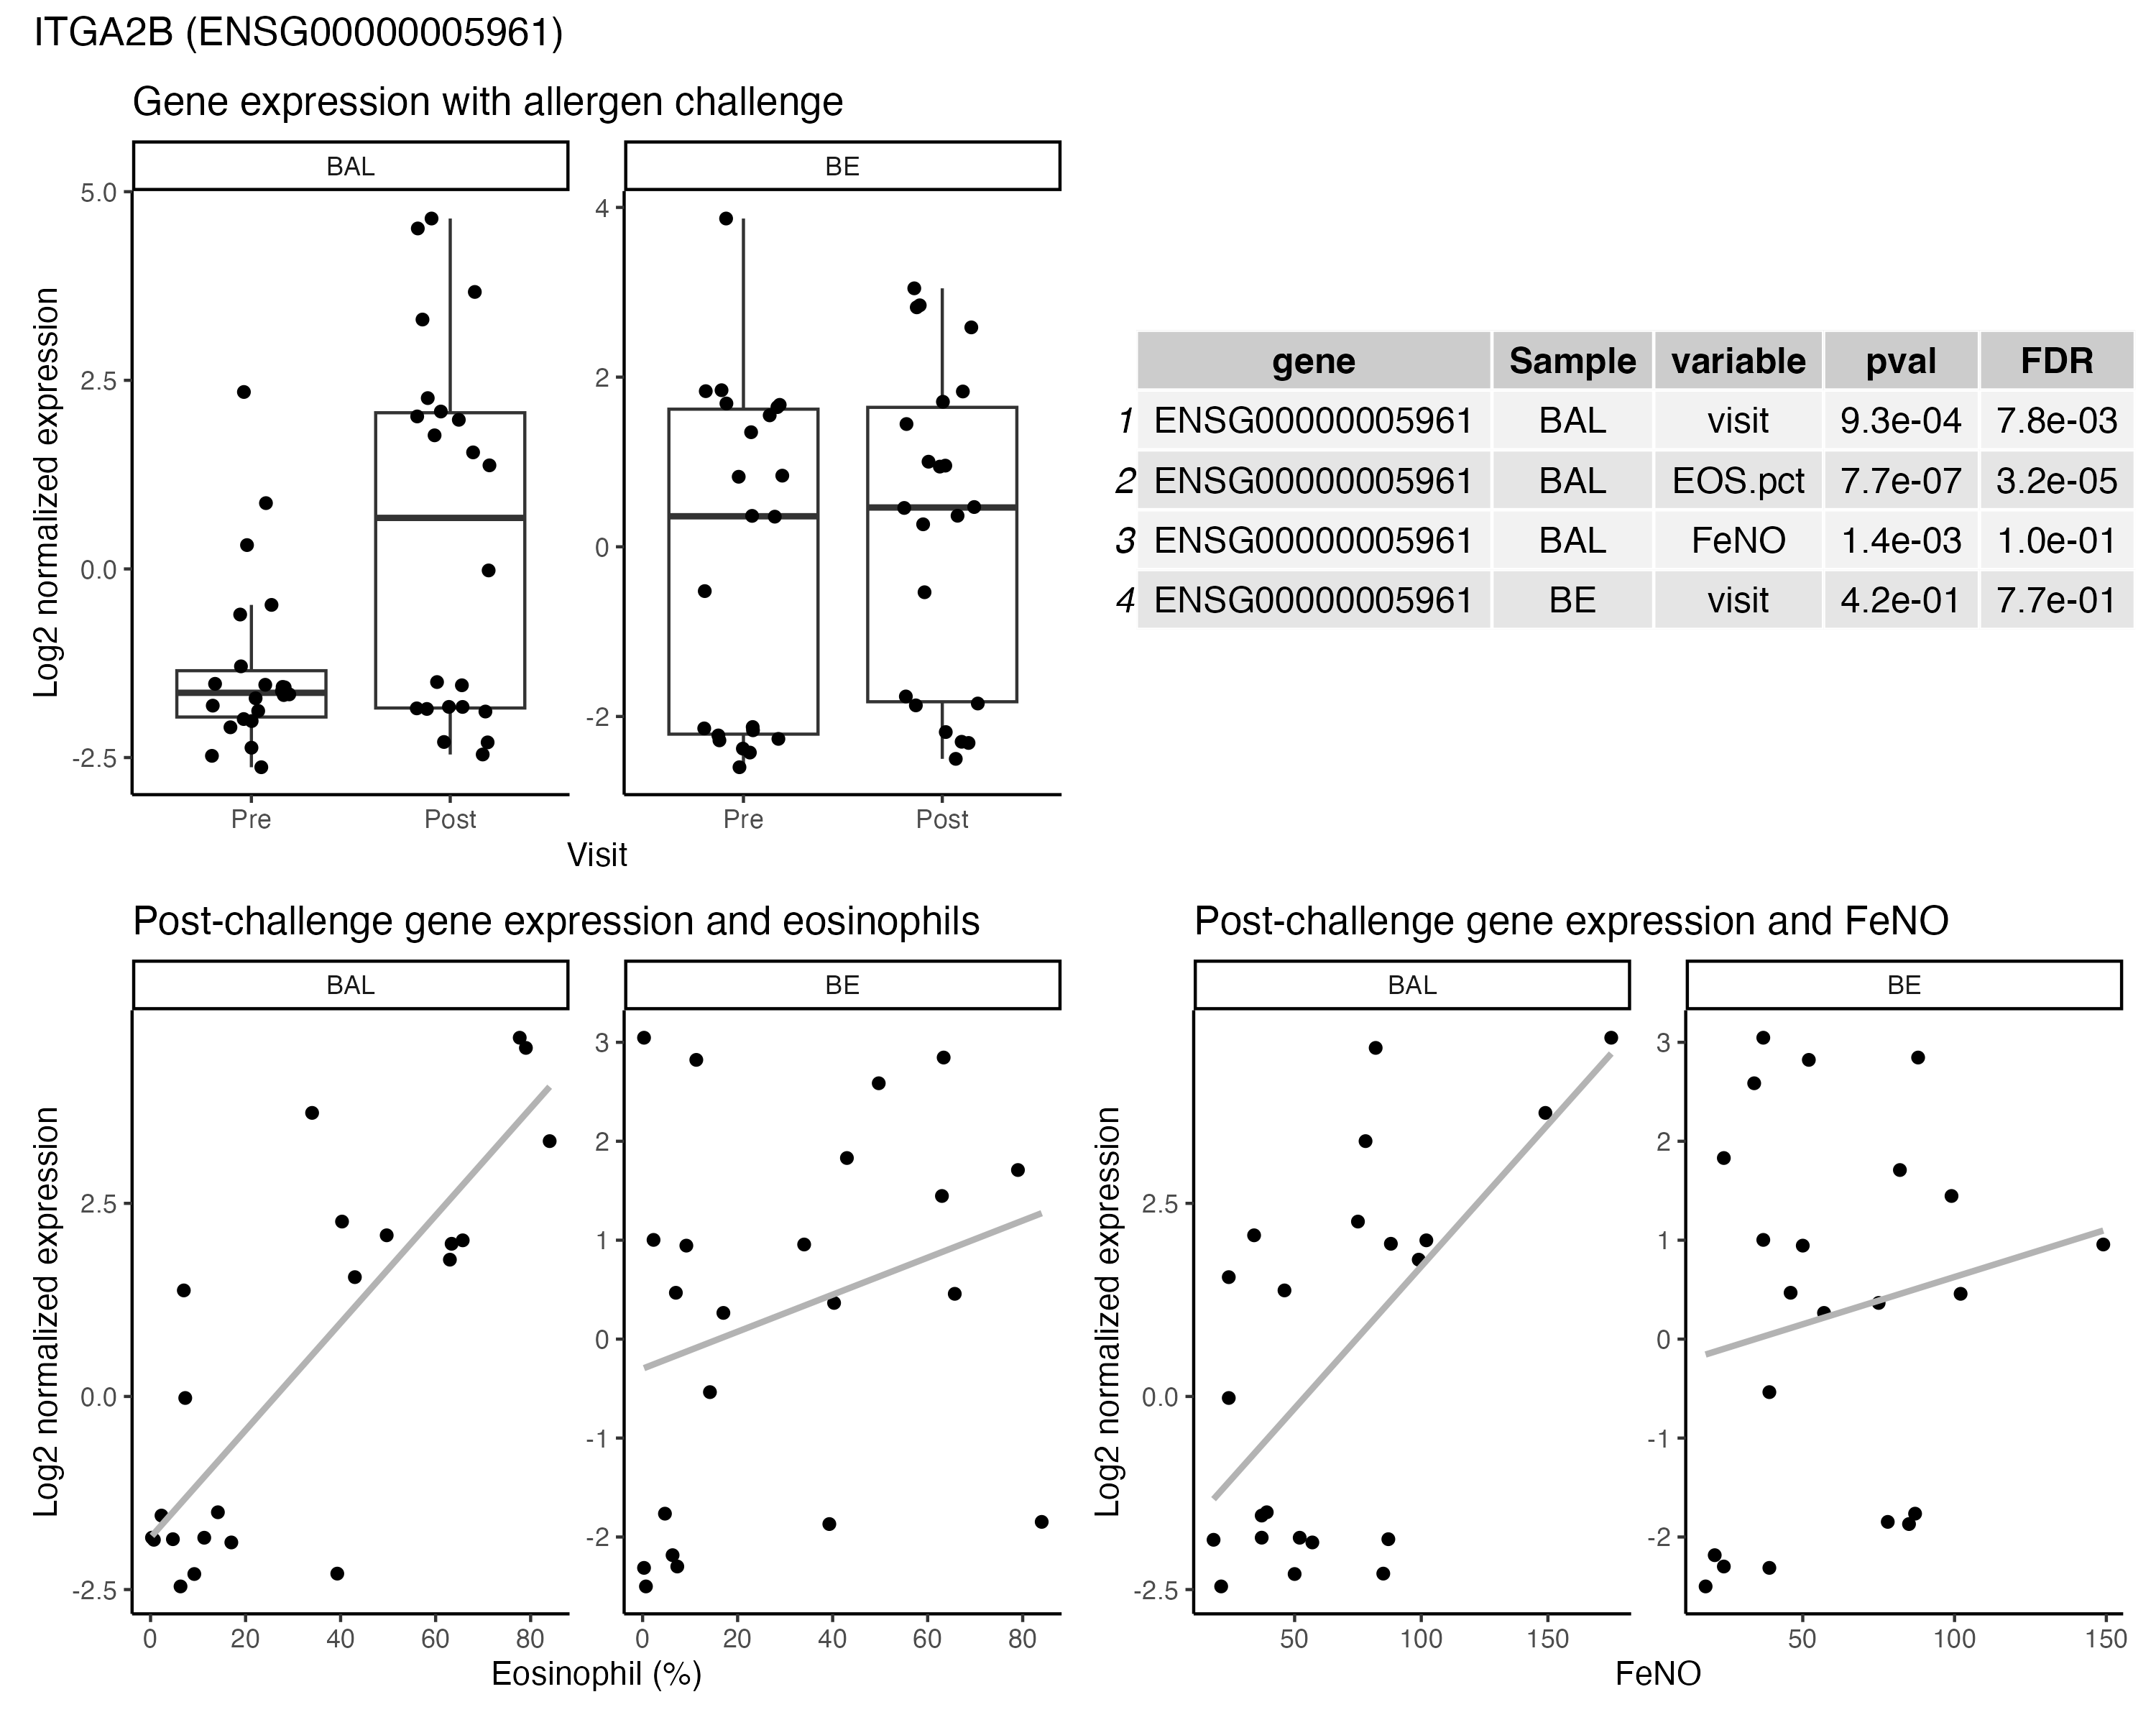 ITGA2B (ENSG00000005961)
Gene expression with allergen challenge
BAL
BE
Log2 normalized expression
5.0
2.5
0.0
-2.5
4
2
0
-2
Pre
Post
Pre
Post
Visit
gene Sample variable pval FDR
1 ENSG00000005961 BAL visit 9.3e-04 7.8e-03
2 ENSG00000005961 BAL EOS.pct 7.7e-07 3.2e-05
3 ENSG00000005961 BAL FeNO 1.4e-03 1.0e-01
4 ENSG00000005961 BE visit 4.2e-01 7.7e-01
Post-challenge gene expression and eosinophils
BAL
BE
Log2 normalized expression
2.5
0.0
-2.5
3
2
1
0
-1
-2
0 20 40 60 80
0 20 40 60 80
Eosinophil (%)
Post-challenge gene expression and FeNO
BAL
BE
Log2 normalized expression
2.5
0.0
-2.5
3
2
1
0
-1
-2
50 100 150
50 100 150
FeNO